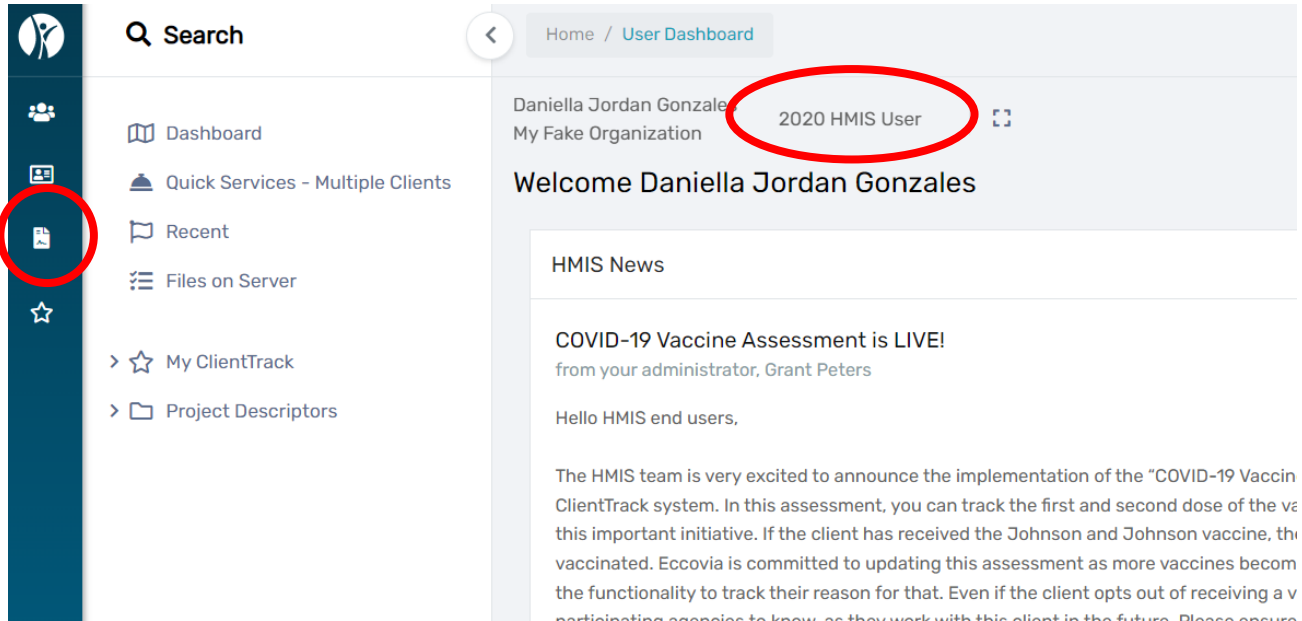 Search
Home / User Dashboard
Daniella Jordan Gonzales
My Fake Organization
2020 HMIS User
Dashboard
Quick Services - Multiple Clients
Recent
Files on Server
My ClientTrack
Project Descriptors
Welcome Daniella Jordan Gonzales
HMIS News
COVID-19 Vaccine Assessment is LIVE!
from your administrator, Grant Peters
Hello HMIS end users,
The HMIS team is very excited to announce the implementation of the “COVID-19 Vaccin
ClientTrack system. In this assessment, you can track the first and second dose of the va
this important initiative. If the client has received the Johnson and Johnson vaccine, the
vaccinated. Eccovia is committed to updating this assessment as more vaccines becom
the functionality to track their reason for that. Even if the client opts out of receiving a v
participating agencies to know, as they work with this client in the future. Please ensure